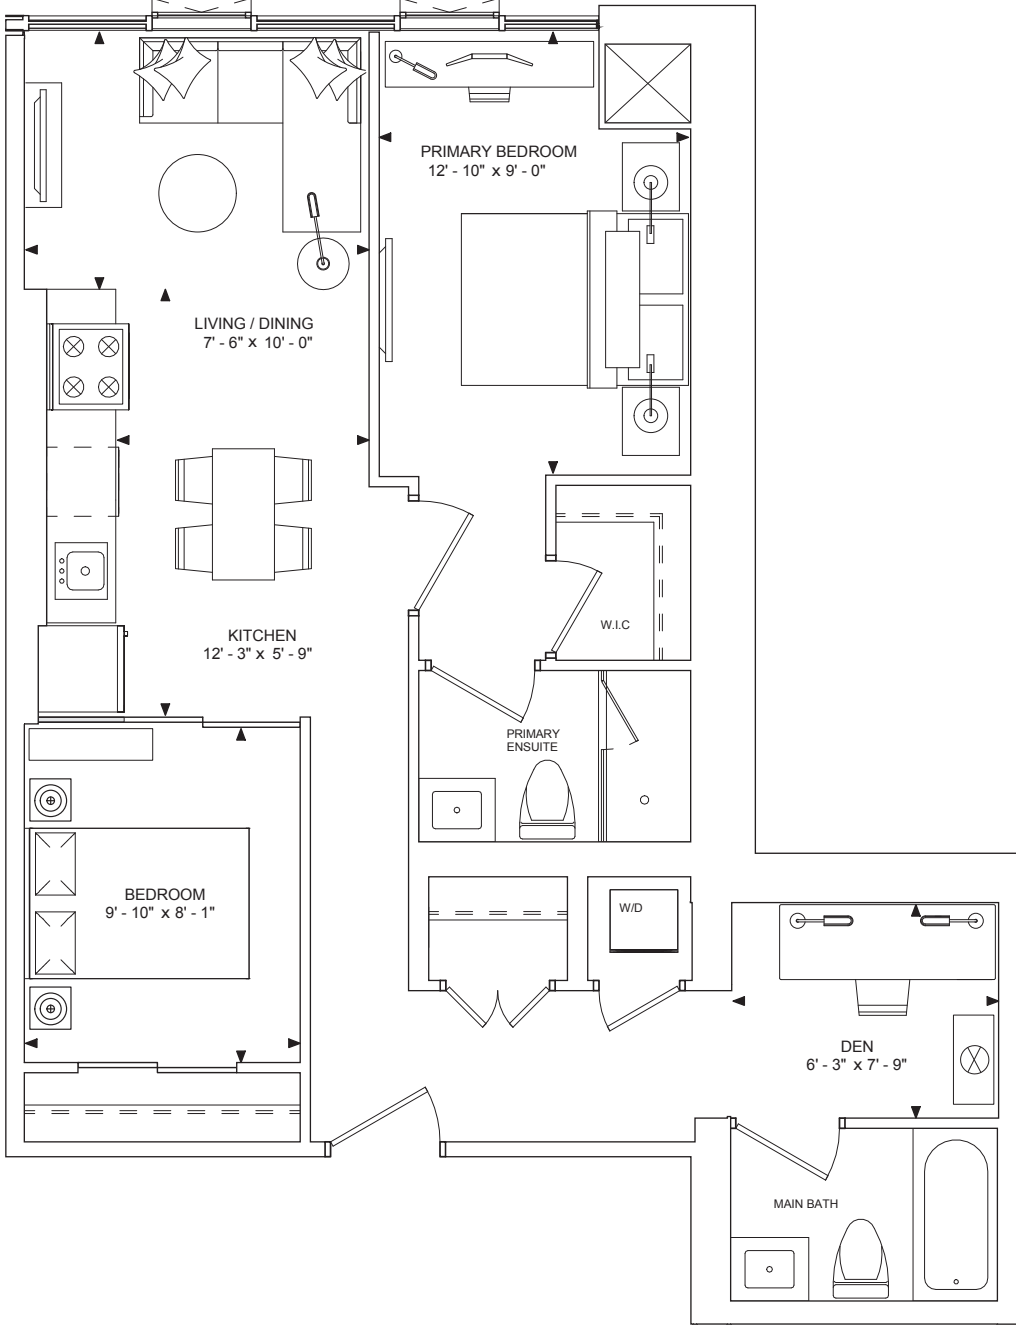 PRIMARY BEDROOM
12' - 10" x 9' - 0"
LIVING / DINING
7' - 6" x 10' - 0"
W.I.C
KITCHEN
12' - 3" x 5' - 9"
PRIMARY
ENSUITE
BEDROOM
9' - 10" x 8' - 1"
W/D
DEN
6' - 3" x 7' - 9"
MAIN BATH